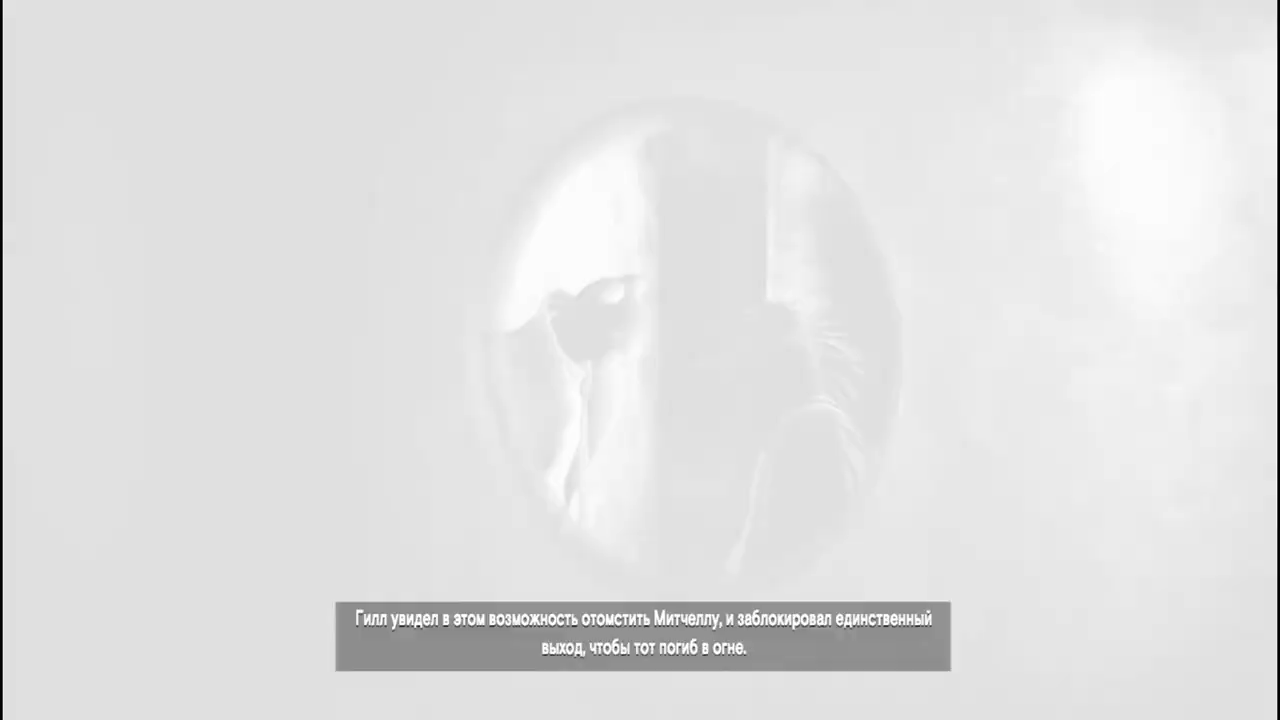 Гилл увидел в этом возможность отомстить Митчеллу, и заблокировал единственный
выход, чтобы тот погиб в огне.